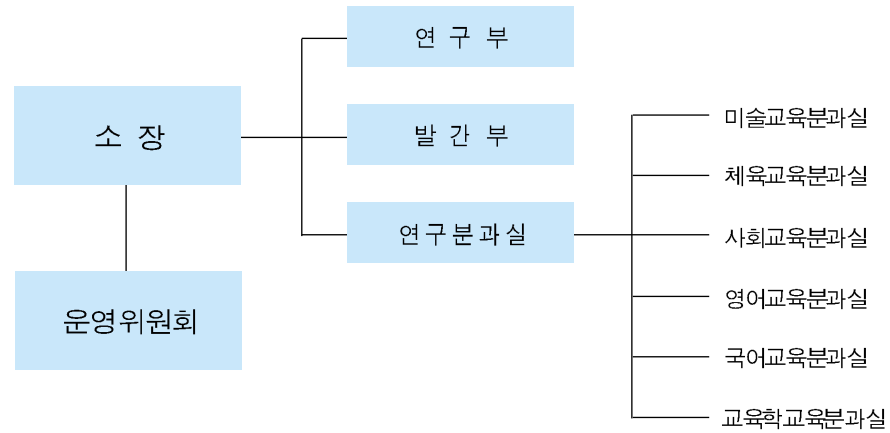 소 장
운영위원회
연 구 부
발 간 부
연구분과실
미술교육분과실
체육교육분과실
사회교육분과실
영어교육분과실
국어교육분과실
교육학교육분과실